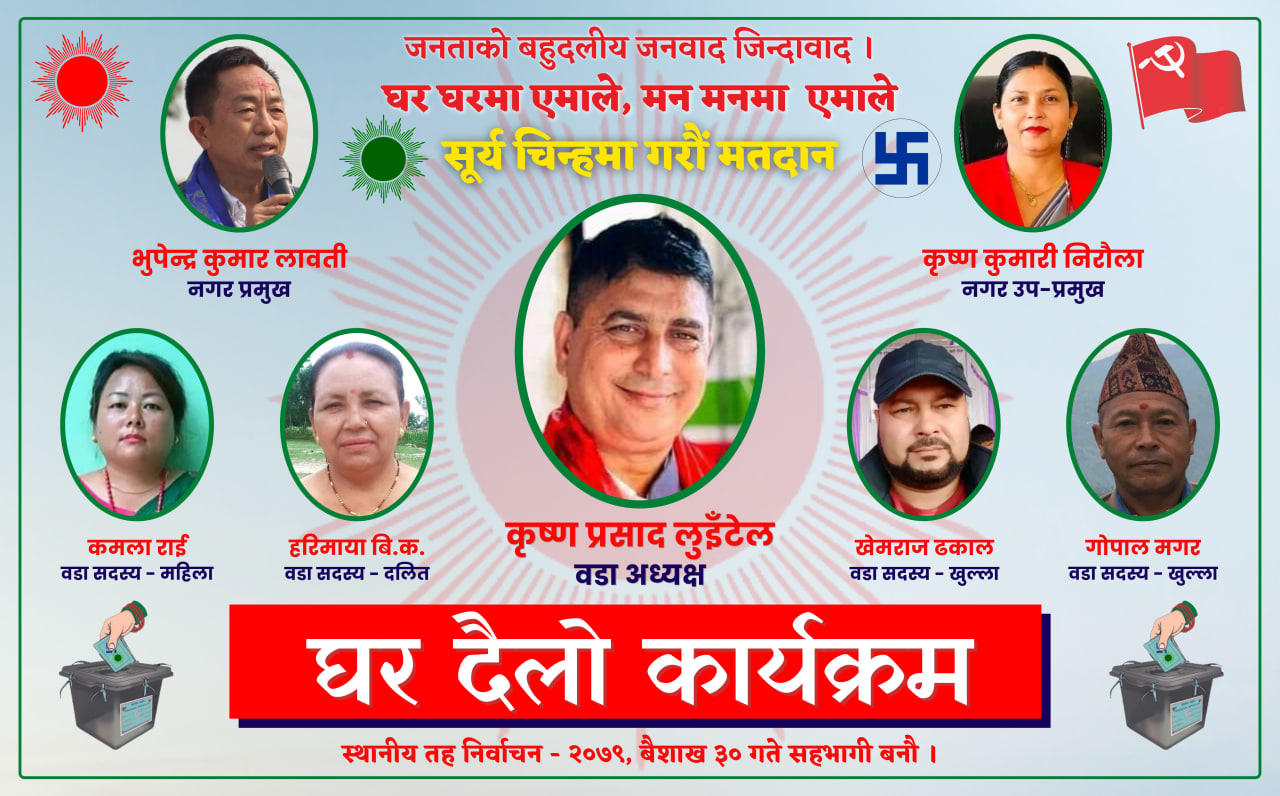 जनताको बहुदलीय जनवाद जिन्दावाद ।
घर घरमा एमाले, मन मनमा एमाले
सूर्य चिन्हमा गरौं मतदान
भुपेन्द्र कुमार लावती
नगर प्रमुख
कृष्ण कुमारी निरौला
नगर उप-प्रमुख
कमला राई
वडा सदस्य - महिला
हरिमाया बि.क.
वडा सदस्य - दलित
कृष्ण प्रसाद लुइँटेल
वडा अध्यक्ष
खेमराज ढकाल
वडा सदस्य - खुल्ला
गोपाल मगर
वडा सदस्य - खुल्ला
घर दैलो कार्यक्रम
स्थानीय तह निर्वाचन - २०७९, बैशाख ३० गते सहभागी बनौ ।